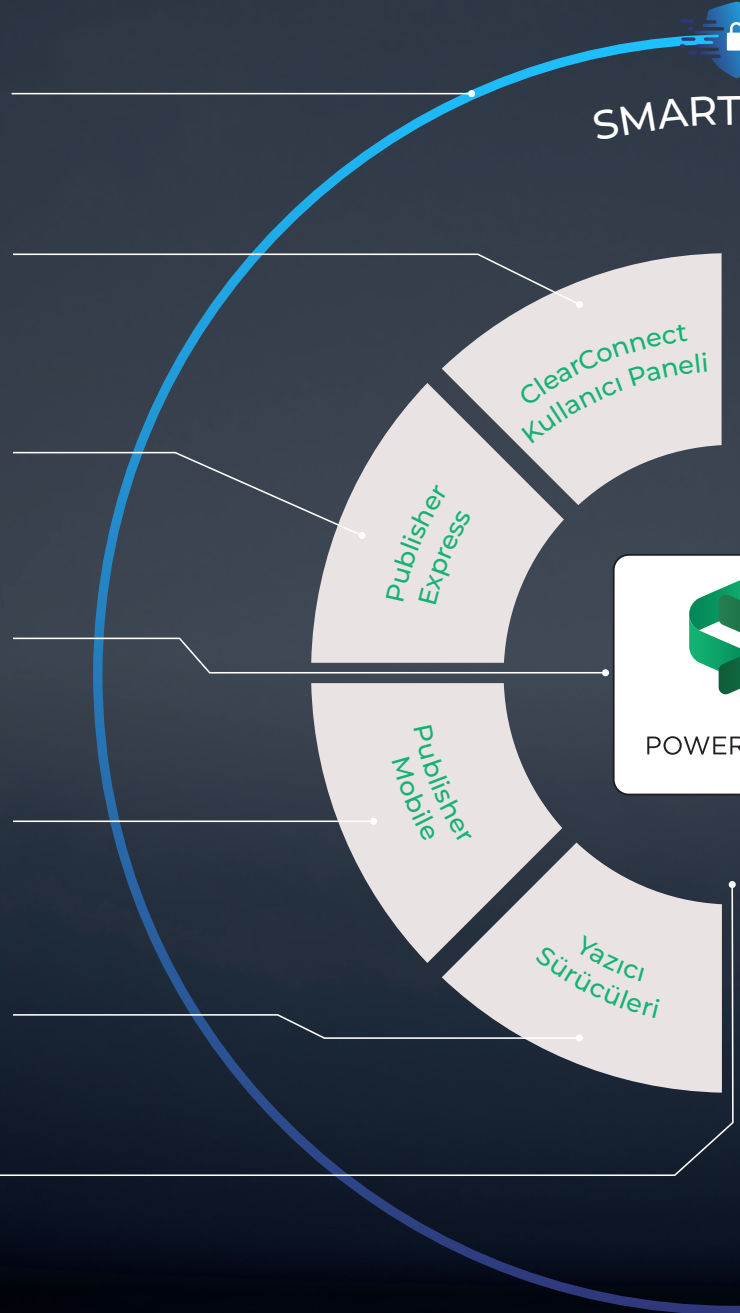 SMART
ClearConnect
Kullanıcı Paneli
Publisher
Express
POWER
Publisher
Mobile
Yazıcı
Sürücüleri